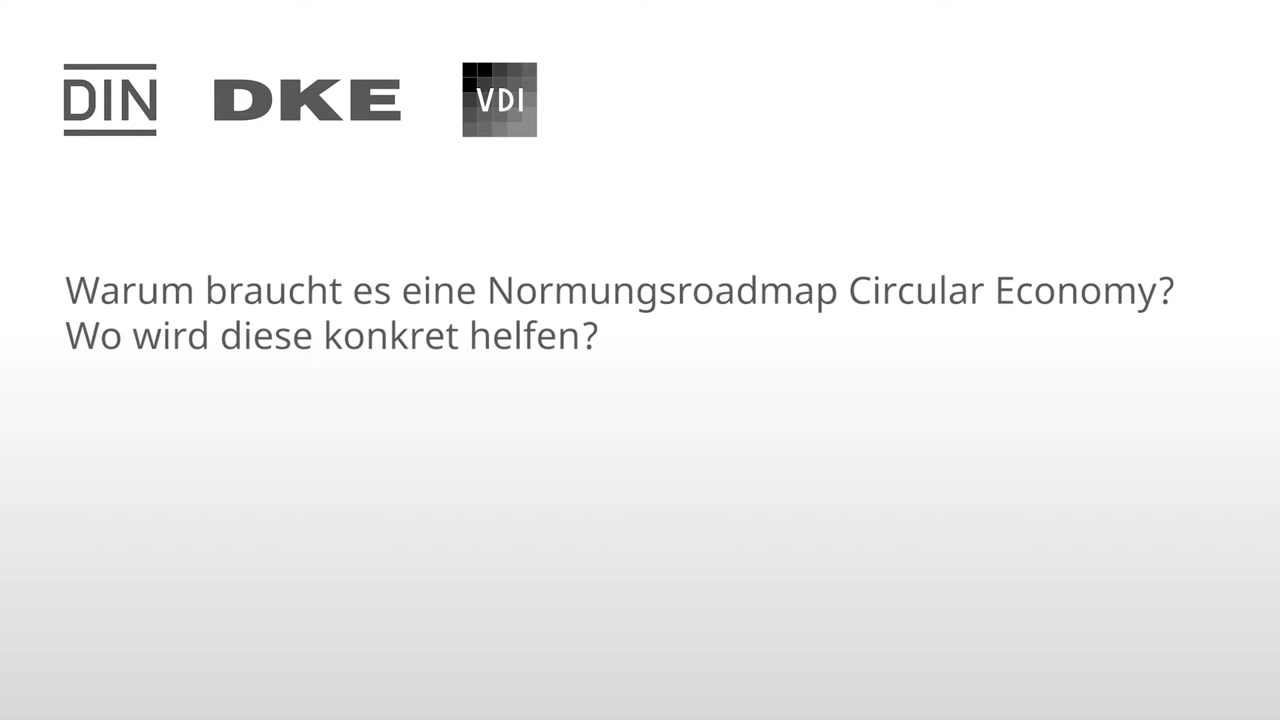 DIN DKE VDI
Warum braucht es eine Normungsroadmap Circular Economy?
Wo wird diese konkret helfen?